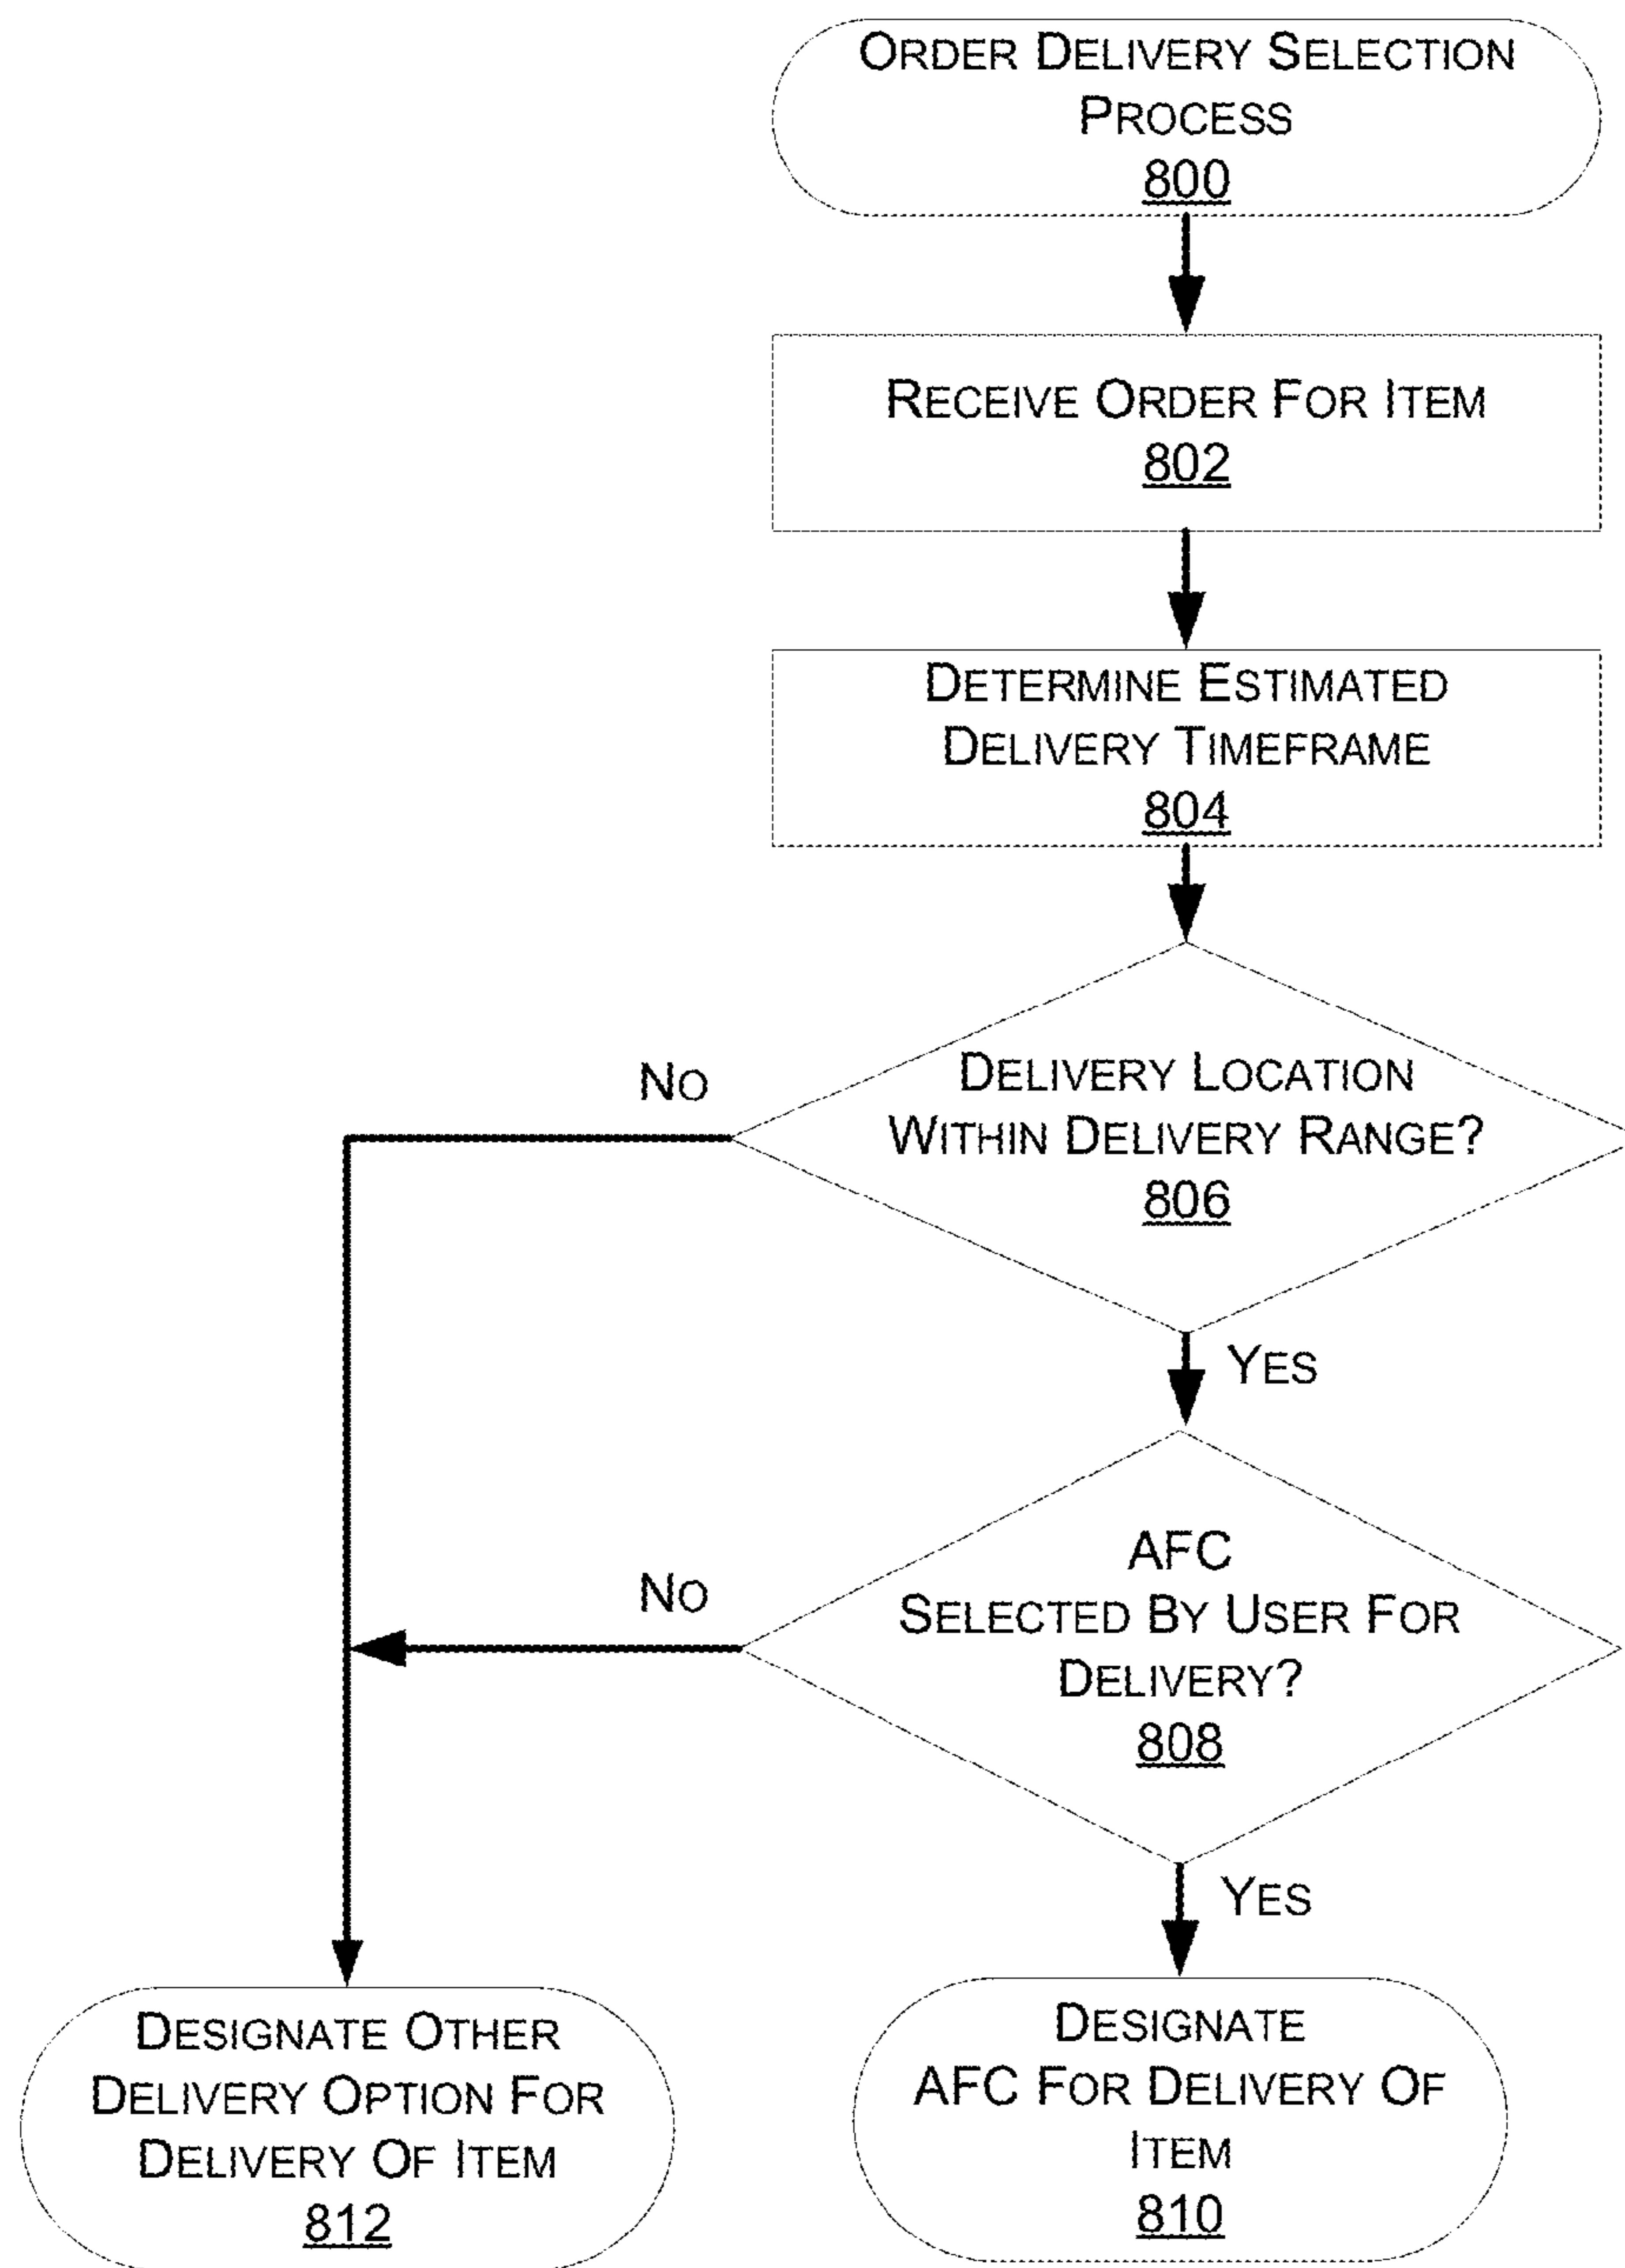 ORDER DELIVERY SELECTION
PROCESS
800
RECEIVE ORDER FOR ITEM
802
DETERMINE ESTIMATED
DELIVERY TIMEFRAME
804
NO
DELIVERY LOCATION
WITHIN DELIVERY RANGE?
806
YES
AFC
SELECTED BY USER FOR
DELIVERY?
808
NO
YES
DESIGNATE OTHER
DELIVERY OPTION FOR
DELIVERY OF ITEM
812
DESIGNATE
AFC FOR DELIVERY OF
ITEM
810